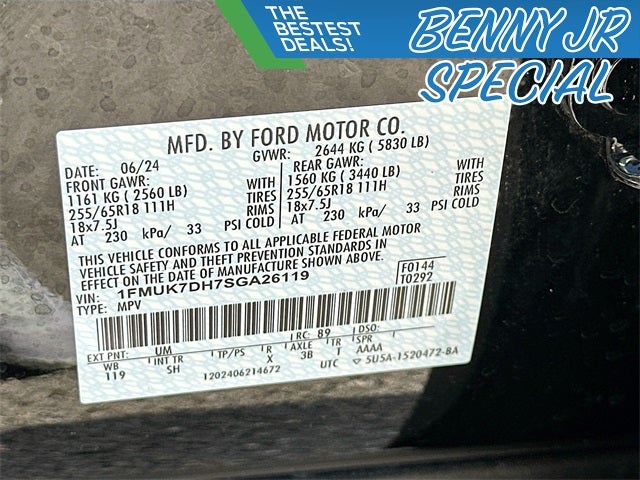 THE
BESTEST
DEALS!
BENNY JR
SPECIAL
MFD. BY FORD MOTOR CO.
DATE: 06/24 GVWR: 2644 KG ( 5830 LB)
FRONT GAWR: REAR GAWR:
1161 KG ( 2560 LB) WITH 1560 KG ( 3440 LB) WITH
255/65R18 111H TIRES 255/65R18 111H TIRES
18x7.5J RIMS 18x7.5J RIMS
AT 230 kPa/ 33 PSI COLD AT 230 kPa/ 33 PSI COLD
THIS VEHICLE CONFORMS TO ALL APPLICABLE FEDERAL MOTOR
VEHICLE SAFETY AND THEFT PREVENTION STANDARDS IN
EFFECT ON THE DATE OF MANUFACTURE SHOWN ABOVE.
VIN: 1FMUK7DH7SGA26119 F0144
TYPE: MPV T0292
EXT PNT: UM RC: 89 DSO:
WB INT TR TP/PS R AXLE T AAAA
119 SH X 3B
1202406214672 UTC 5U5A-1520472-BA